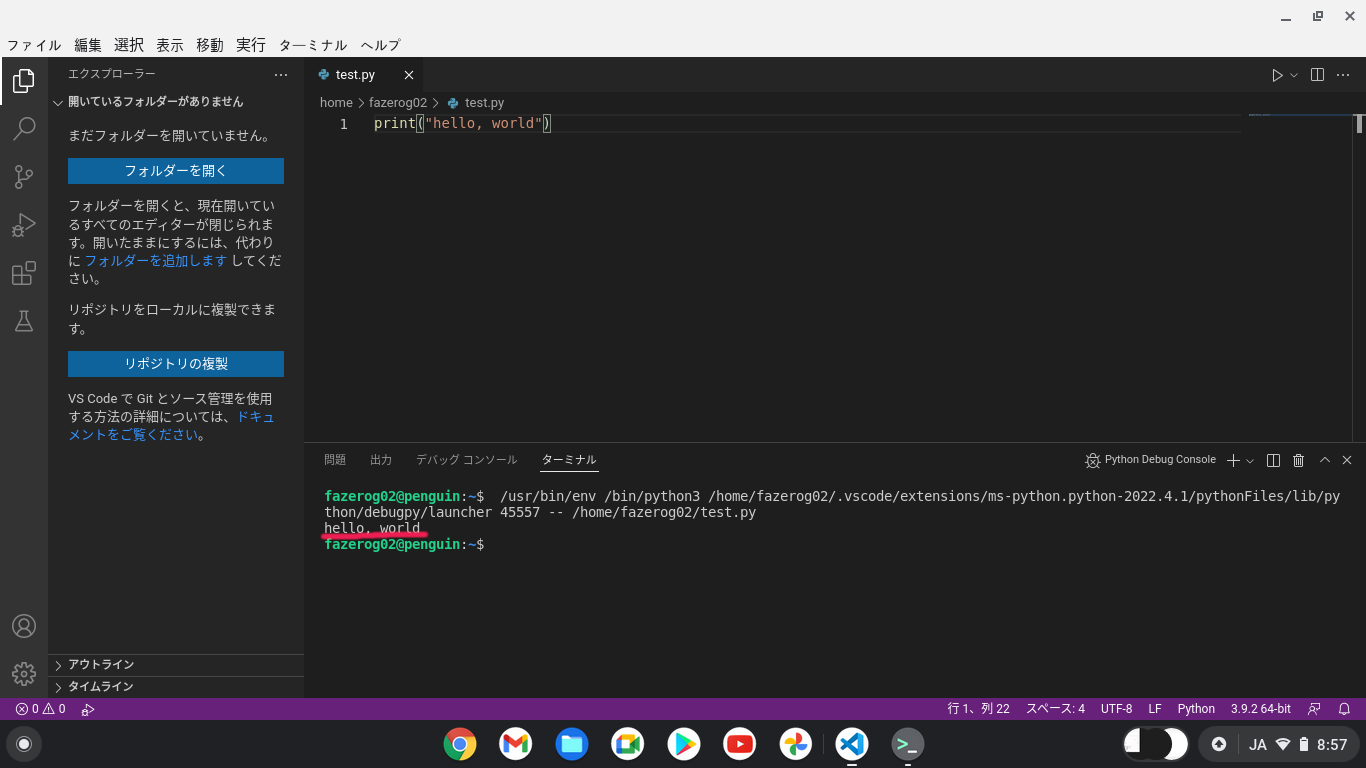 ファイル 編集 選択 表示 移動 実行 ターミナル ヘルプ
エクスプローラー
開いているフォルダーがありません
まだフォルダーを開いていません。
フォルダーを開く
フォルダーを開くと、現在開いてい
るすべてのエディターが閉じられま
す。開いたままにするには、代わり
に フォルダーを追加します してくだ
さい。
リポジトリをローカルに複製できま
す。
リポジトリの複製
VS Code で Git とソース管理を使用
する方法の詳細については、ドキュ
メントをご覧ください。
アウトライン
タイムライン
test.py
home > fazerog02 > test.py
1 print("hello, world")
問題 出力 デバッグ コンソール ターミナル Python Debug Console
fazerog02@penguin:~$  /usr/bin/env /bin/python3 /home/fazerog02/.vscode/extensions/ms-python.python-2022.4.1/pythonFiles/lib/py
thon/debugpy/launcher 45557 -- /home/fazerog02/test.py
hello, world
fazerog02@penguin:~$
0 0 行 1、列 22 スペース: 4 UTF-8 LF Python 3.9.2 64-bit
JA 8:57